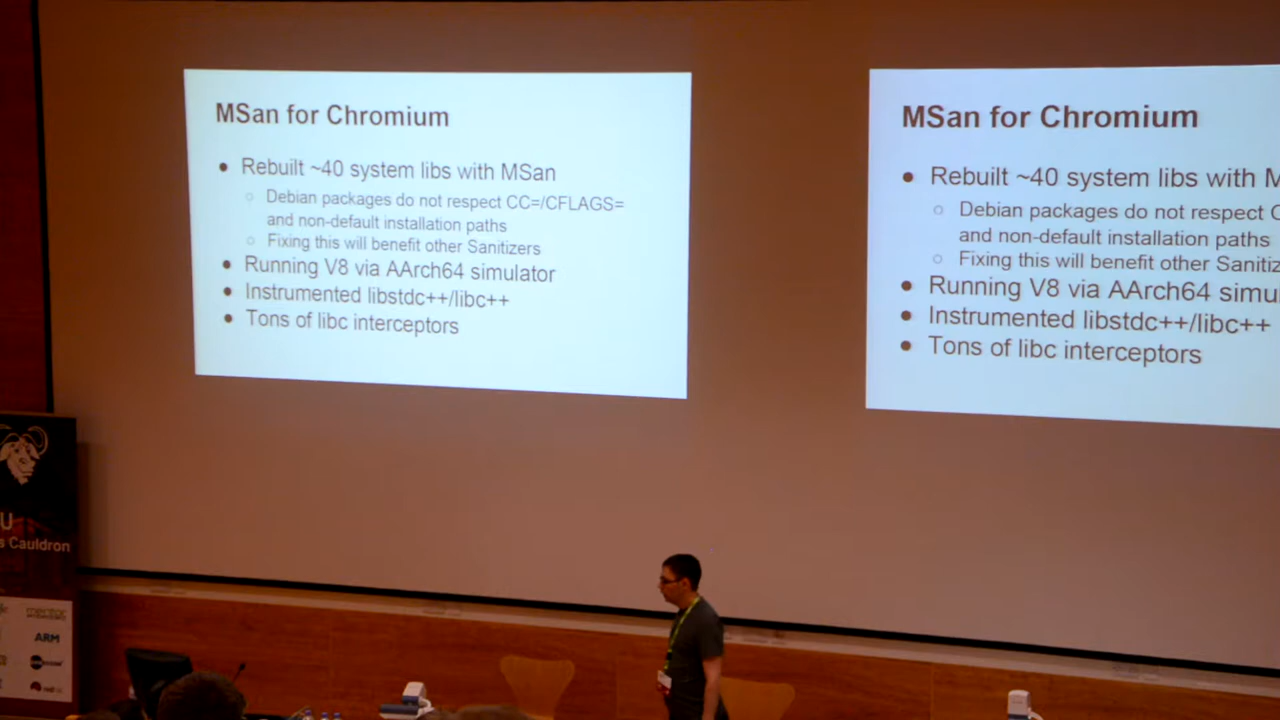 MSan for Chromium
● Rebuilt ~40 system libs with MSan
○ Debian packages do not respect CC=/CFLAGS=
and non-default installation paths
○ Fixing this will benefit other Sanitizers
● Running V8 via AArch64 simulator
● Instrumented libstdc++/libc++
● Tons of libc interceptors
MSan for Chromium
● Rebuilt ~40 system libs with M
○ Debian packages do not respect C
and non-default installation paths
○ Fixing this will benefit other Sanitiz
● Running V8 via AArch64 simu
● Instrumented libstdc++/libc++
● Tons of libc interceptors
U
s Cauldron
mentor
ARM